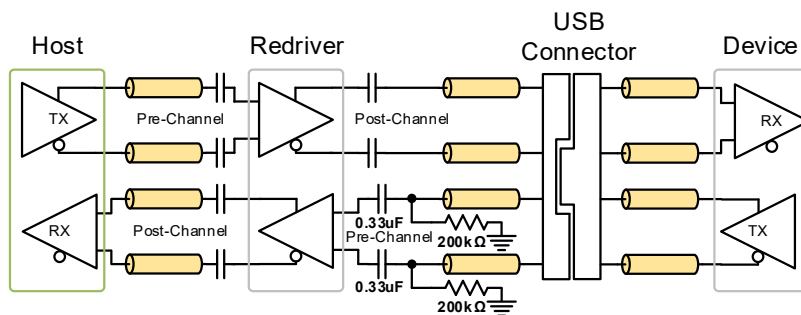 Host
Redriver
USB
Connector
Device
TX
Pre-Channel
Post-Channel
RX
RX
Post-Channel
0.33uF
Pre-Channel
200kΩ
TX
0.33uF
200kΩ